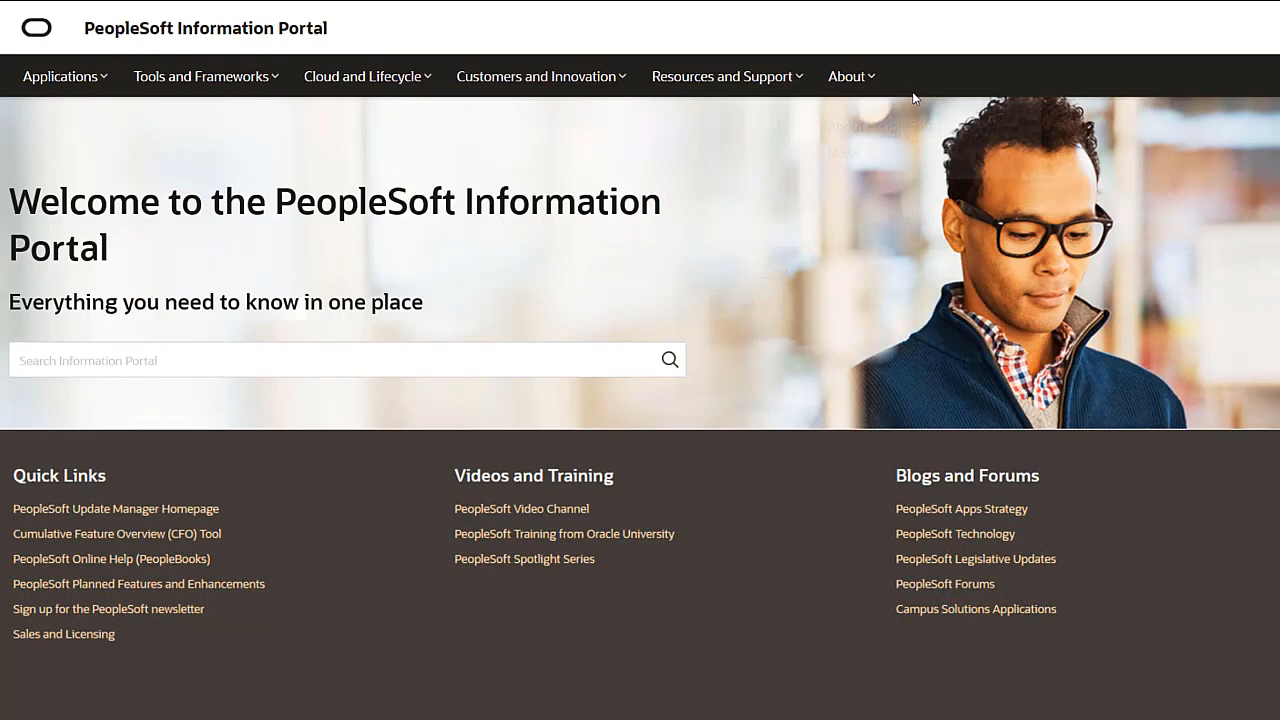 PeopleSoft Information Portal
Applications
Tools and Frameworks
Cloud and Lifecycle
Customers and Innovation
Resources and Support
About
Welcome to the PeopleSoft Information
Portal
Everything you need to know in one place
Search Information Portal
Quick Links
PeopleSoft Update Manager Homepage
Cumulative Feature Overview (CFO) Tool
PeopleSoft Online Help (PeopleBooks)
PeopleSoft Planned Features and Enhancements
Sign up for the PeopleSoft newsletter
Sales and Licensing
Videos and Training
PeopleSoft Video Channel
PeopleSoft Training from Oracle University
PeopleSoft Spotlight Series
Blogs and Forums
PeopleSoft Apps Strategy
PeopleSoft Technology
PeopleSoft Legislative Updates
PeopleSoft Forums
Campus Solutions Applications